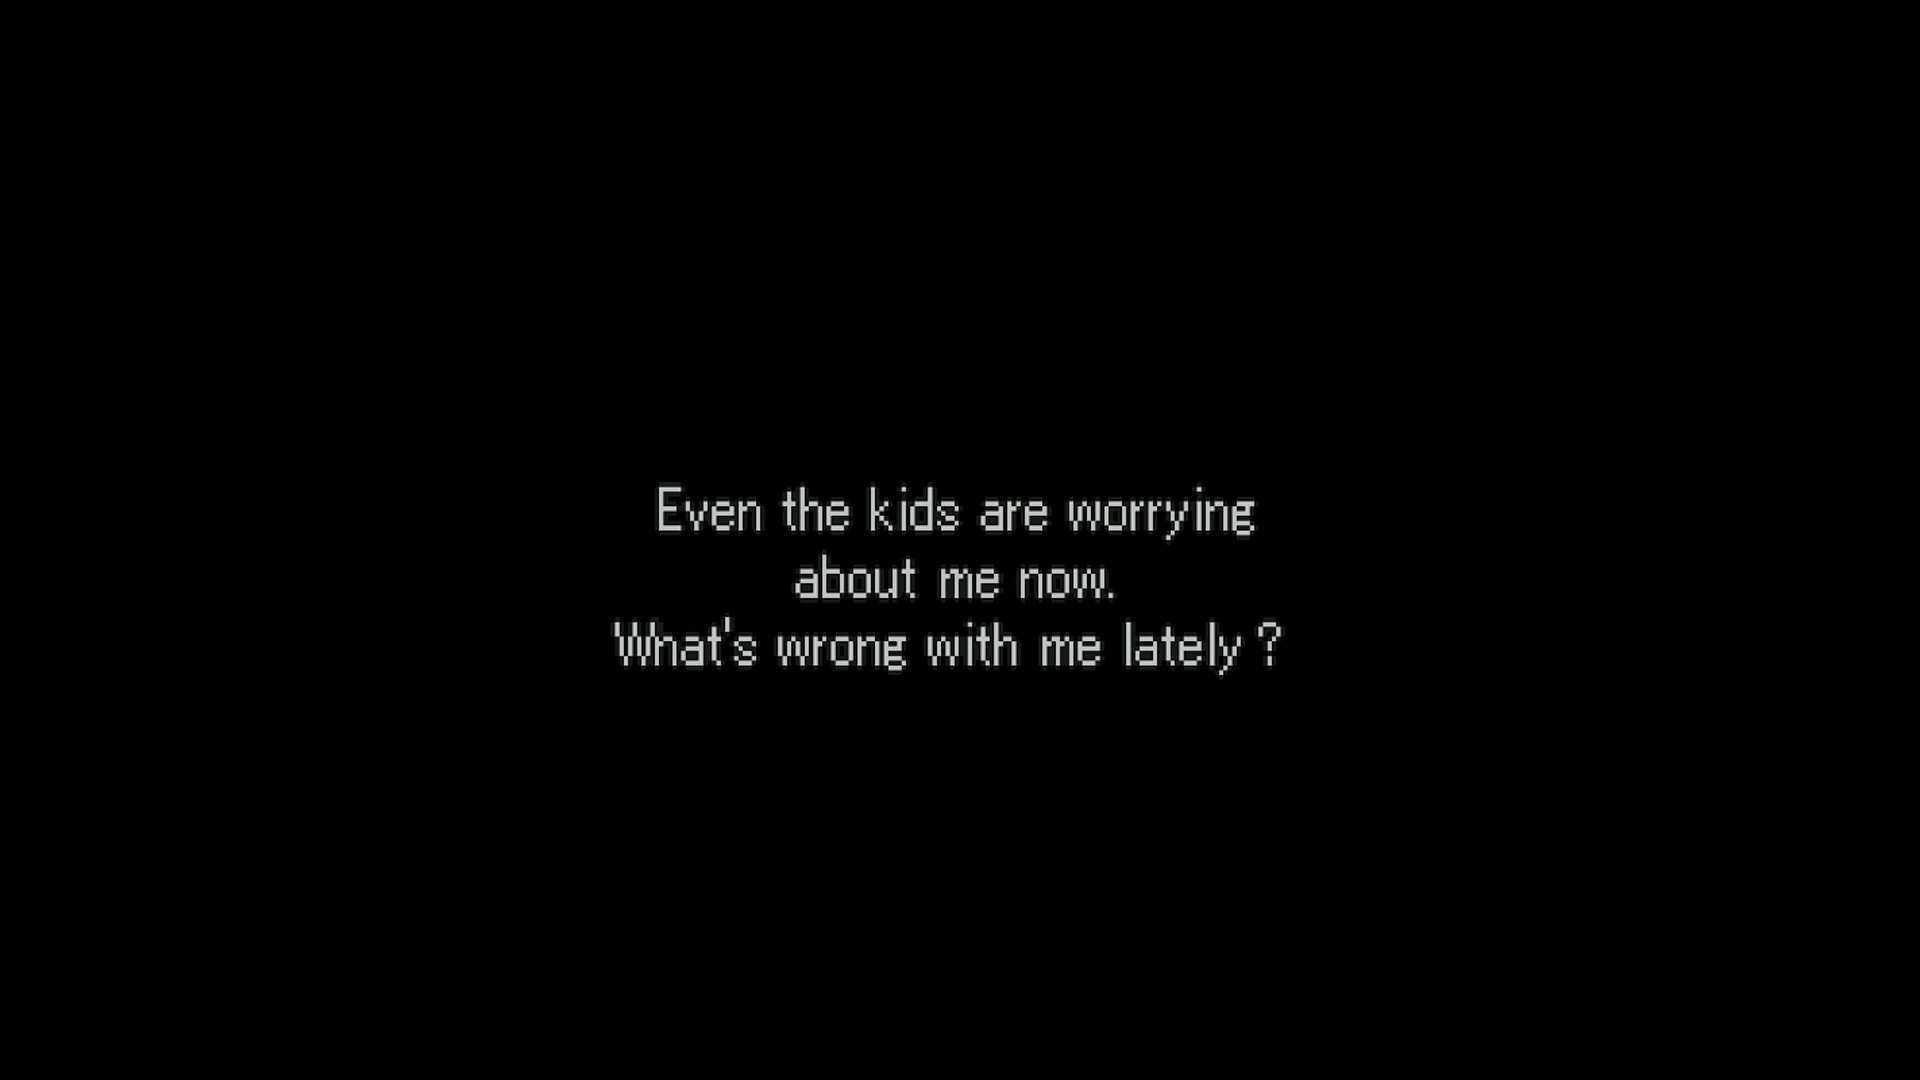 Even the kids are worrying
about me now.
What's wrong with me lately ?